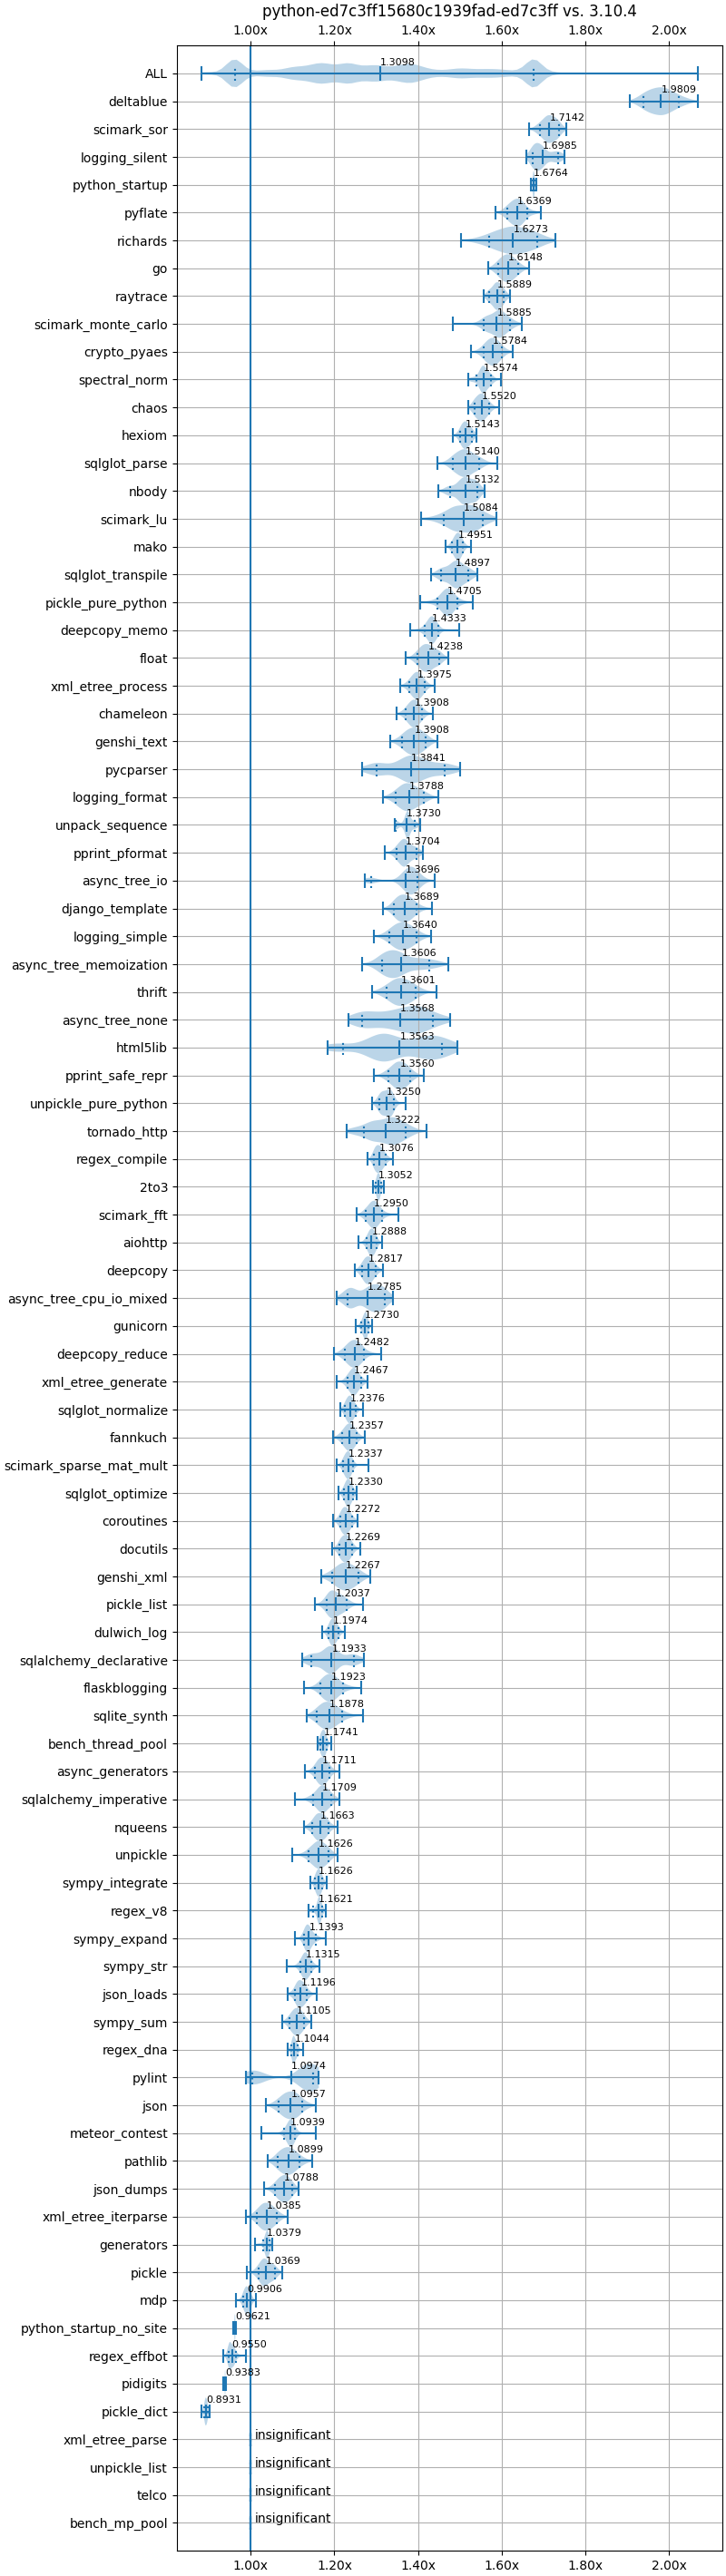 python-ed7c3ff15680c1939fad-ed7c3ff vs. 3.10.4
1.00x 1.20x 1.40x 1.60x 1.80x 2.00x
ALL 1.3098
deltablue 1.9809
scimark_sor 1.7142
logging_silent 1.6985
python_startup 1.6764
pyflate 1.6369
richards 1.6273
go 1.6148
raytrace 1.5889
scimark_monte_carlo 1.5885
crypto_pyaes 1.5784
spectral_norm 1.5574
chaos 1.5520
hexiom 1.5143
sqlglot_parse 1.5140
nbody 1.5132
scimark_lu 1.5084
mako 1.4951
sqlglot_transpile 1.4897
pickle_pure_python 1.4705
deepcopy_memo 1.4333
float 1.4238
xml_etree_process 1.3975
chameleon 1.3908
genshi_text 1.3908
pycparser 1.3841
logging_format 1.3788
unpack_sequence 1.3730
pprint_pformat 1.3704
async_tree_io 1.3696
django_template 1.3689
logging_simple 1.3640
async_tree_memoization 1.3606
thrift 1.3601
async_tree_none 1.3568
html5lib 1.3563
pprint_safe_repr 1.3560
unpickle_pure_python 1.3250
tornado_http 1.3222
regex_compile 1.3076
2to3 1.3052
scimark_fft 1.2950
aiohttp 1.2888
deepcopy 1.2817
async_tree_cpu_io_mixed 1.2785
gunicorn 1.2730
deepcopy_reduce 1.2482
xml_etree_generate 1.2467
sqlglot_normalize 1.2376
fannkuch 1.2357
scimark_sparse_mat_mult 1.2337
sqlglot_optimize 1.2330
coroutines 1.2272
docutils 1.2269
genshi_xml 1.2267
pickle_list 1.2037
dulwich_log 1.1974
sqlalchemy_declarative 1.1933
flaskblogging 1.1923
sqlite_synth 1.1878
bench_thread_pool 1.1741
async_generators 1.1711
sqlalchemy_imperative 1.1709
nqueens 1.1663
unpickle 1.1626
sympy_integrate 1.1626
regex_v8 1.1621
sympy_expand 1.1393
sympy_str 1.1315
json_loads 1.1196
sympy_sum 1.1105
regex_dna 1.1044
pylint 1.0974
json 1.0957
meteor_contest 1.0939
pathlib 1.0899
json_dumps 1.0788
xml_etree_iterparse 1.0385
generators 1.0379
pickle 1.0369
mdp 0.9906
python_startup_no_site 0.9621
regex_effbot 0.9550
pidigits 0.9383
pickle_dict 0.8931
xml_etree_parse insignificant
unpickle_list insignificant
telco insignificant
bench_mp_pool insignificant
1.00x 1.20x 1.40x 1.60x 1.80x 2.00x